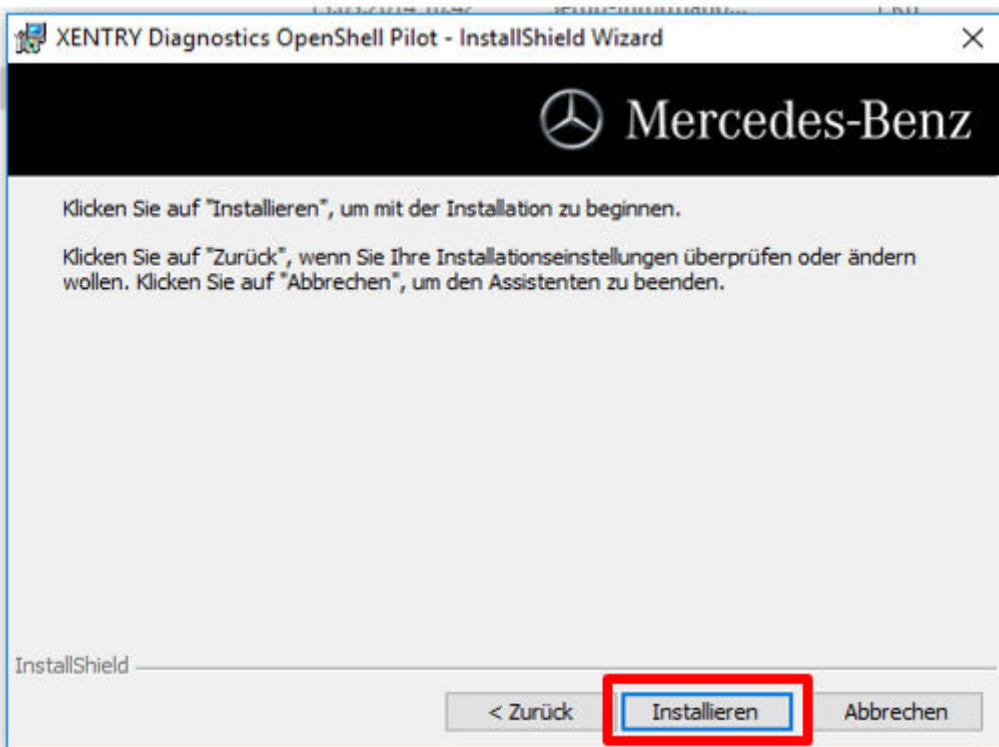 XENTRY Diagnostics OpenShell Pilot - InstallShield Wizard
Mercedes-Benz
Klicken Sie auf "Installieren", um mit der Installation zu beginnen.
Klicken Sie auf "Zurück", wenn Sie Ihre Installationseinstellungen überprüfen oder ändern
wollen. Klicken Sie auf "Abbrechen", um den Assistenten zu beenden.
InstallShield
< Zurück Installieren Abbrechen